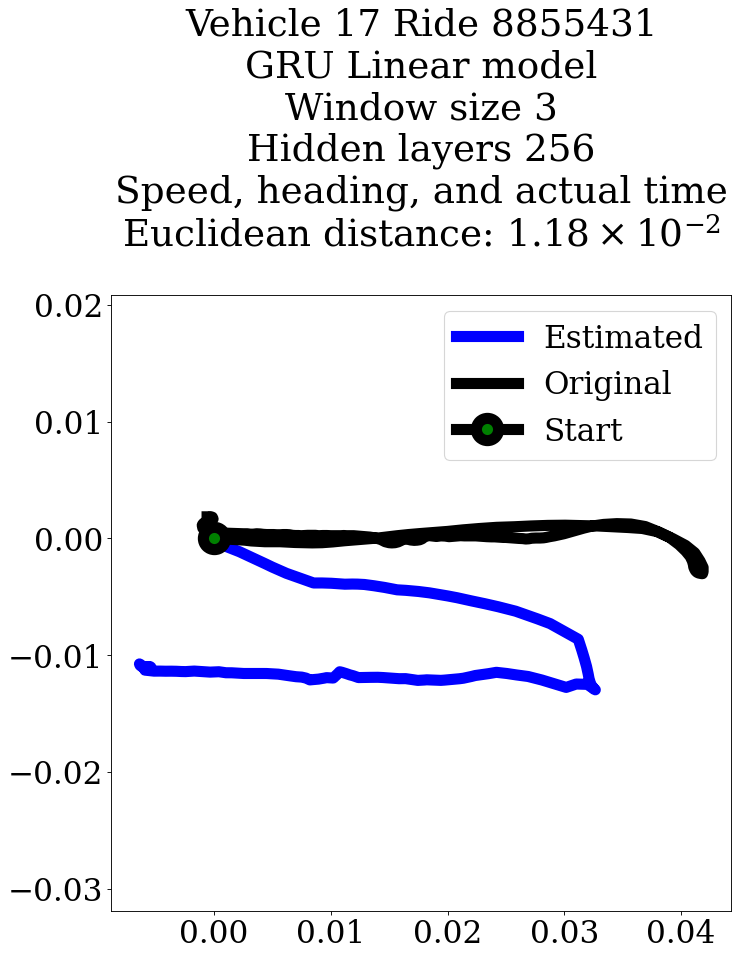 Vehicle 17 Ride 8855431
GRU Linear model
Window size 3
Hidden layers 256
Speed, heading, and actual time
Euclidean distance: 1.18 × 10⁻²
0.02
Estimated
Original
Start
0.01
0.00
−0.01
−0.02
−0.03
0.00 0.01 0.02 0.03 0.04